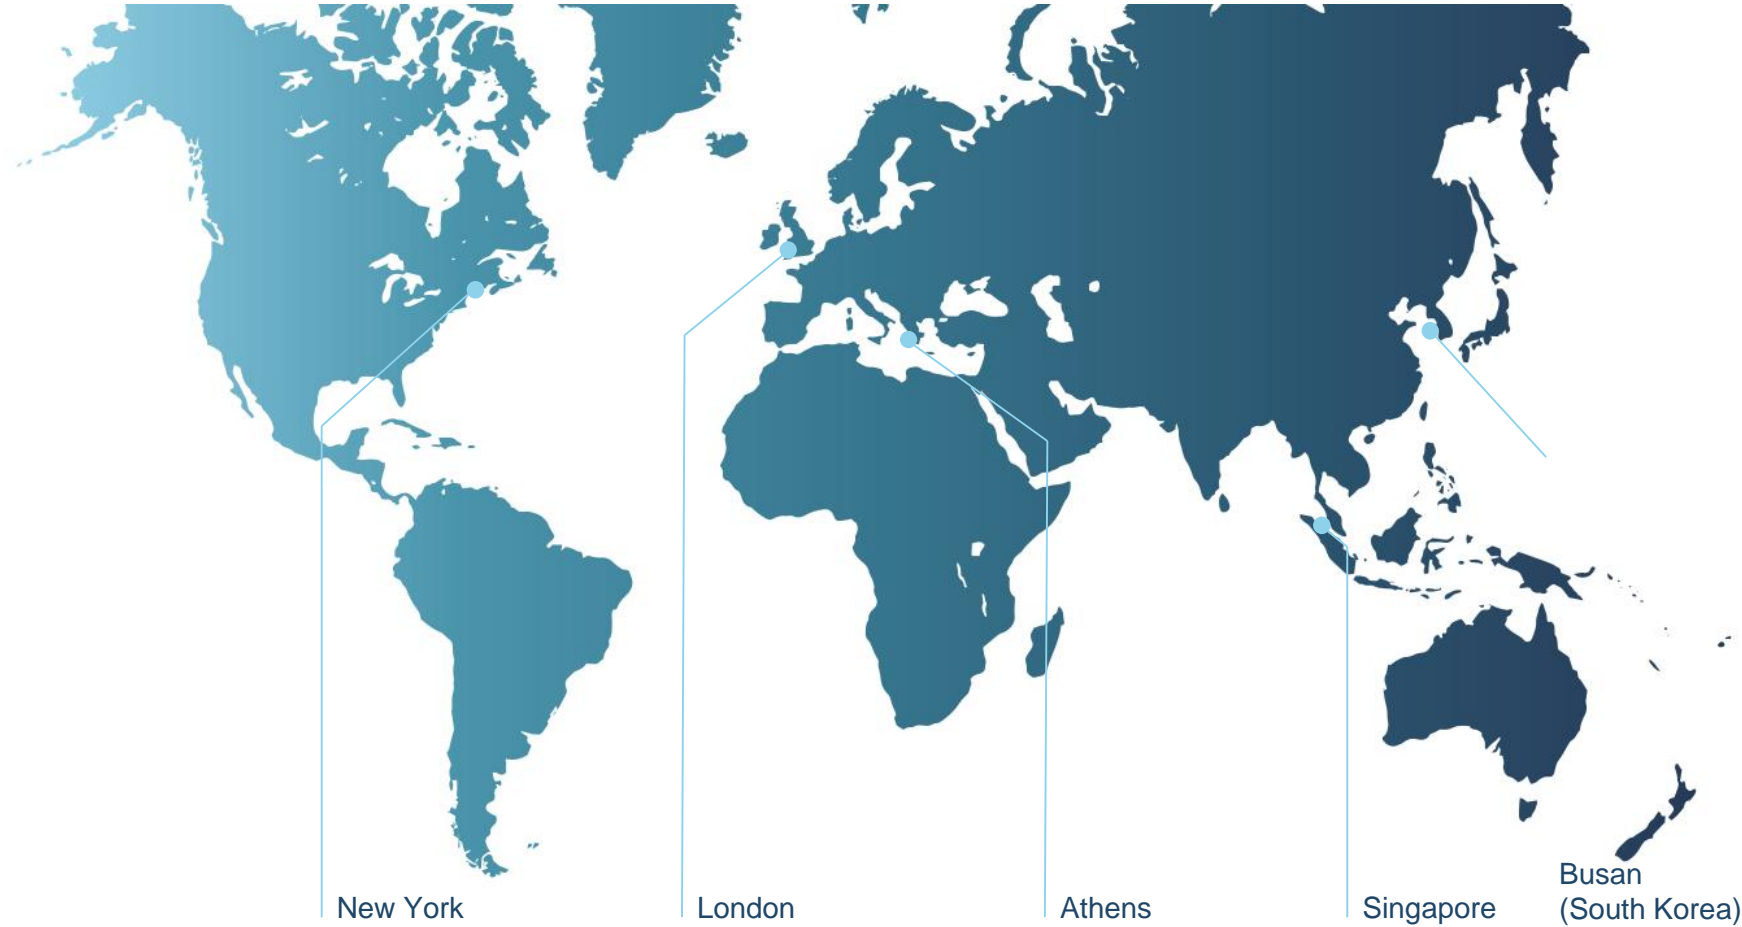 New York
London
Athens
Singapore
Busan
(South Korea)